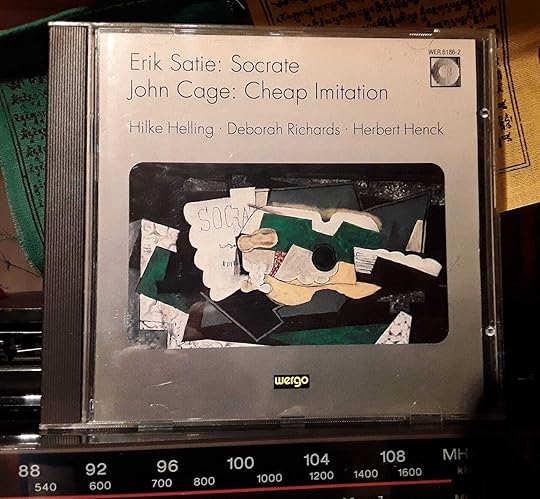 WER 6186-2
Erik Satie: Socrate
John Cage: Cheap Imitation
Hilke Helling · Deborah Richards · Herbert Henck
SOCRA
wergo
88 92 96 100 104 108 MH
540 600 700 800 1000 1200 1400 1600